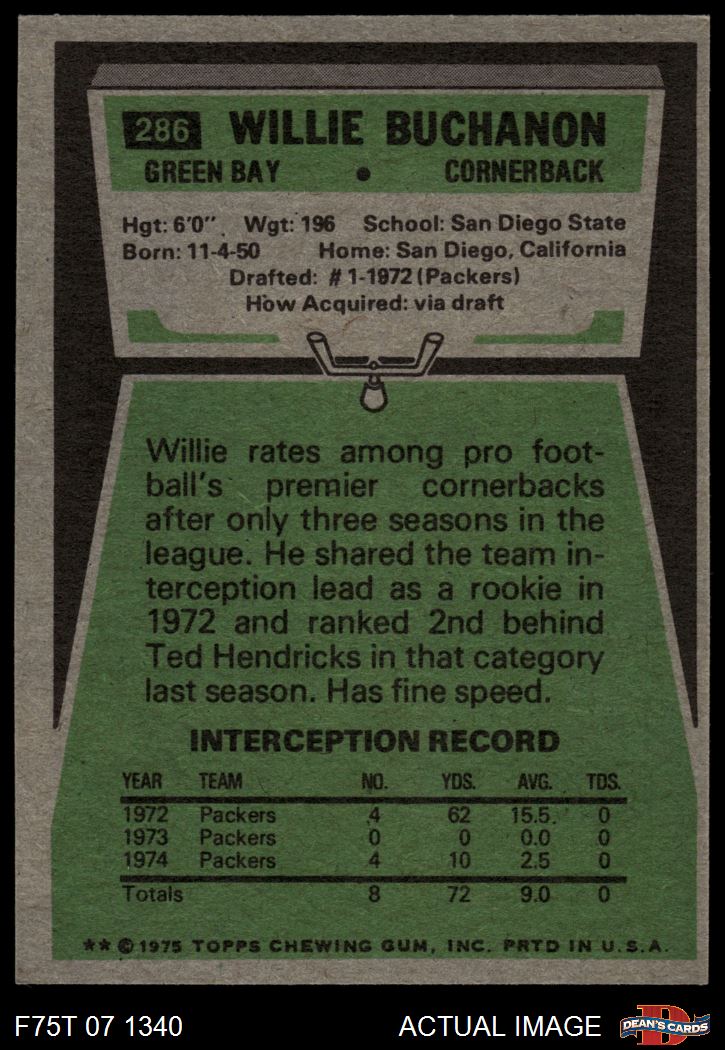 286 WILLIE BUCHANON
GREEN BAY • CORNERBACK
Hgt: 6'0" Wgt: 196 School: San Diego State
Born: 11-4-50 Home: San Diego, California
Drafted: #1-1972 (Packers)
How Acquired: via draft
Willie rates among pro foot-
ball's premier cornerbacks
after only three seasons in the
league. He shared the team in-
terception lead as a rookie in
1972 and ranked 2nd behind
Ted Hendricks in that category
last season. Has fine speed.
INTERCEPTION RECORD
YEAR TEAM NO. YDS. AVG. TDS.
1972 Packers 4 62 15.5 0
1973 Packers 0 0 0.0 0
1974 Packers 4 10 2.5 0
Totals 8 72 9.0 0
** © 1975 TOPPS CHEWING GUM, INC. PRTD IN U.S.A.
F75T 07 1340 ACTUAL IMAGE D DEAN'S CARDS